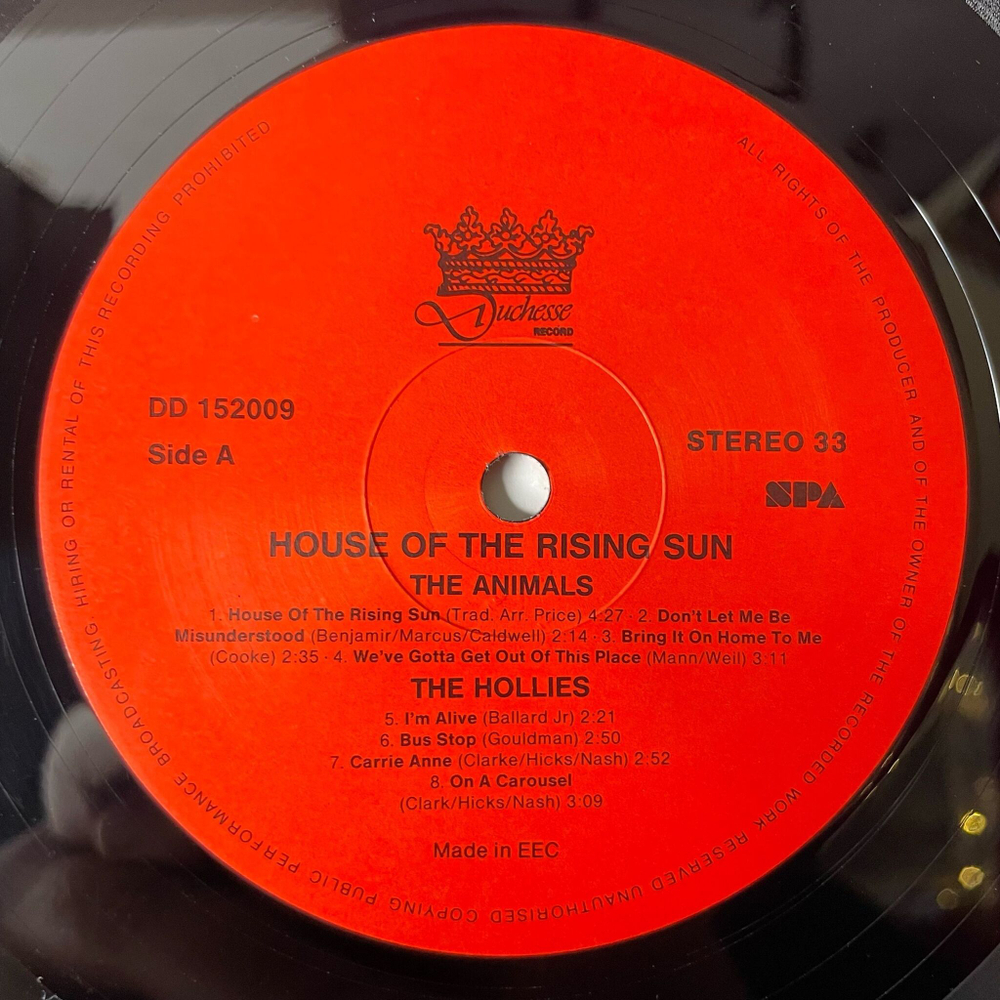 Duchesse
RECORD
DD 152009
Side A
STEREO 33
SPA
HOUSE OF THE RISING SUN
THE ANIMALS
1. House Of The Rising Sun (Trad. Arr. Price) 4:27 · 2. Don't Let Me Be
Misunderstood (Benjamir/Marcus/Caldwell) 2:14 · 3. Bring It On Home To Me
(Cooke) 2:35 · 4. We've Gotta Get Out Of This Place (Mann/Weil) 3:11
THE HOLLIES
5. I'm Alive (Ballard Jr) 2:21
6. Bus Stop (Gouldman) 2:50
7. Carrie Anne (Clarke/Hicks/Nash) 2:52
8. On A Carousel
(Clark/Hicks/Nash) 3:09
Made in EEC
ALL RIGHTS OF THE PRODUCER AND OF THE OWNER OF THE RECORDED WORK RESERVED UNAUTHORISED COPYING PUBLIC PERFORMANCE BROADCASTING, HIRING OR RENTAL OF THIS RECORDING PROHIBITED